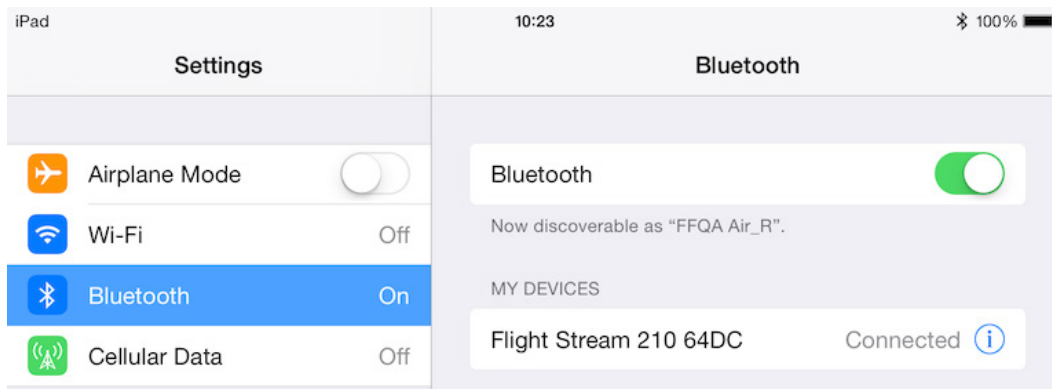 iPad 10:23 100%
Settings
Bluetooth
Airplane Mode
Wi-Fi Off
Bluetooth On
Cellular Data Off
Bluetooth
Now discoverable as “FFQA Air_R”.
MY DEVICES
Flight Stream 210 64DC Connected i